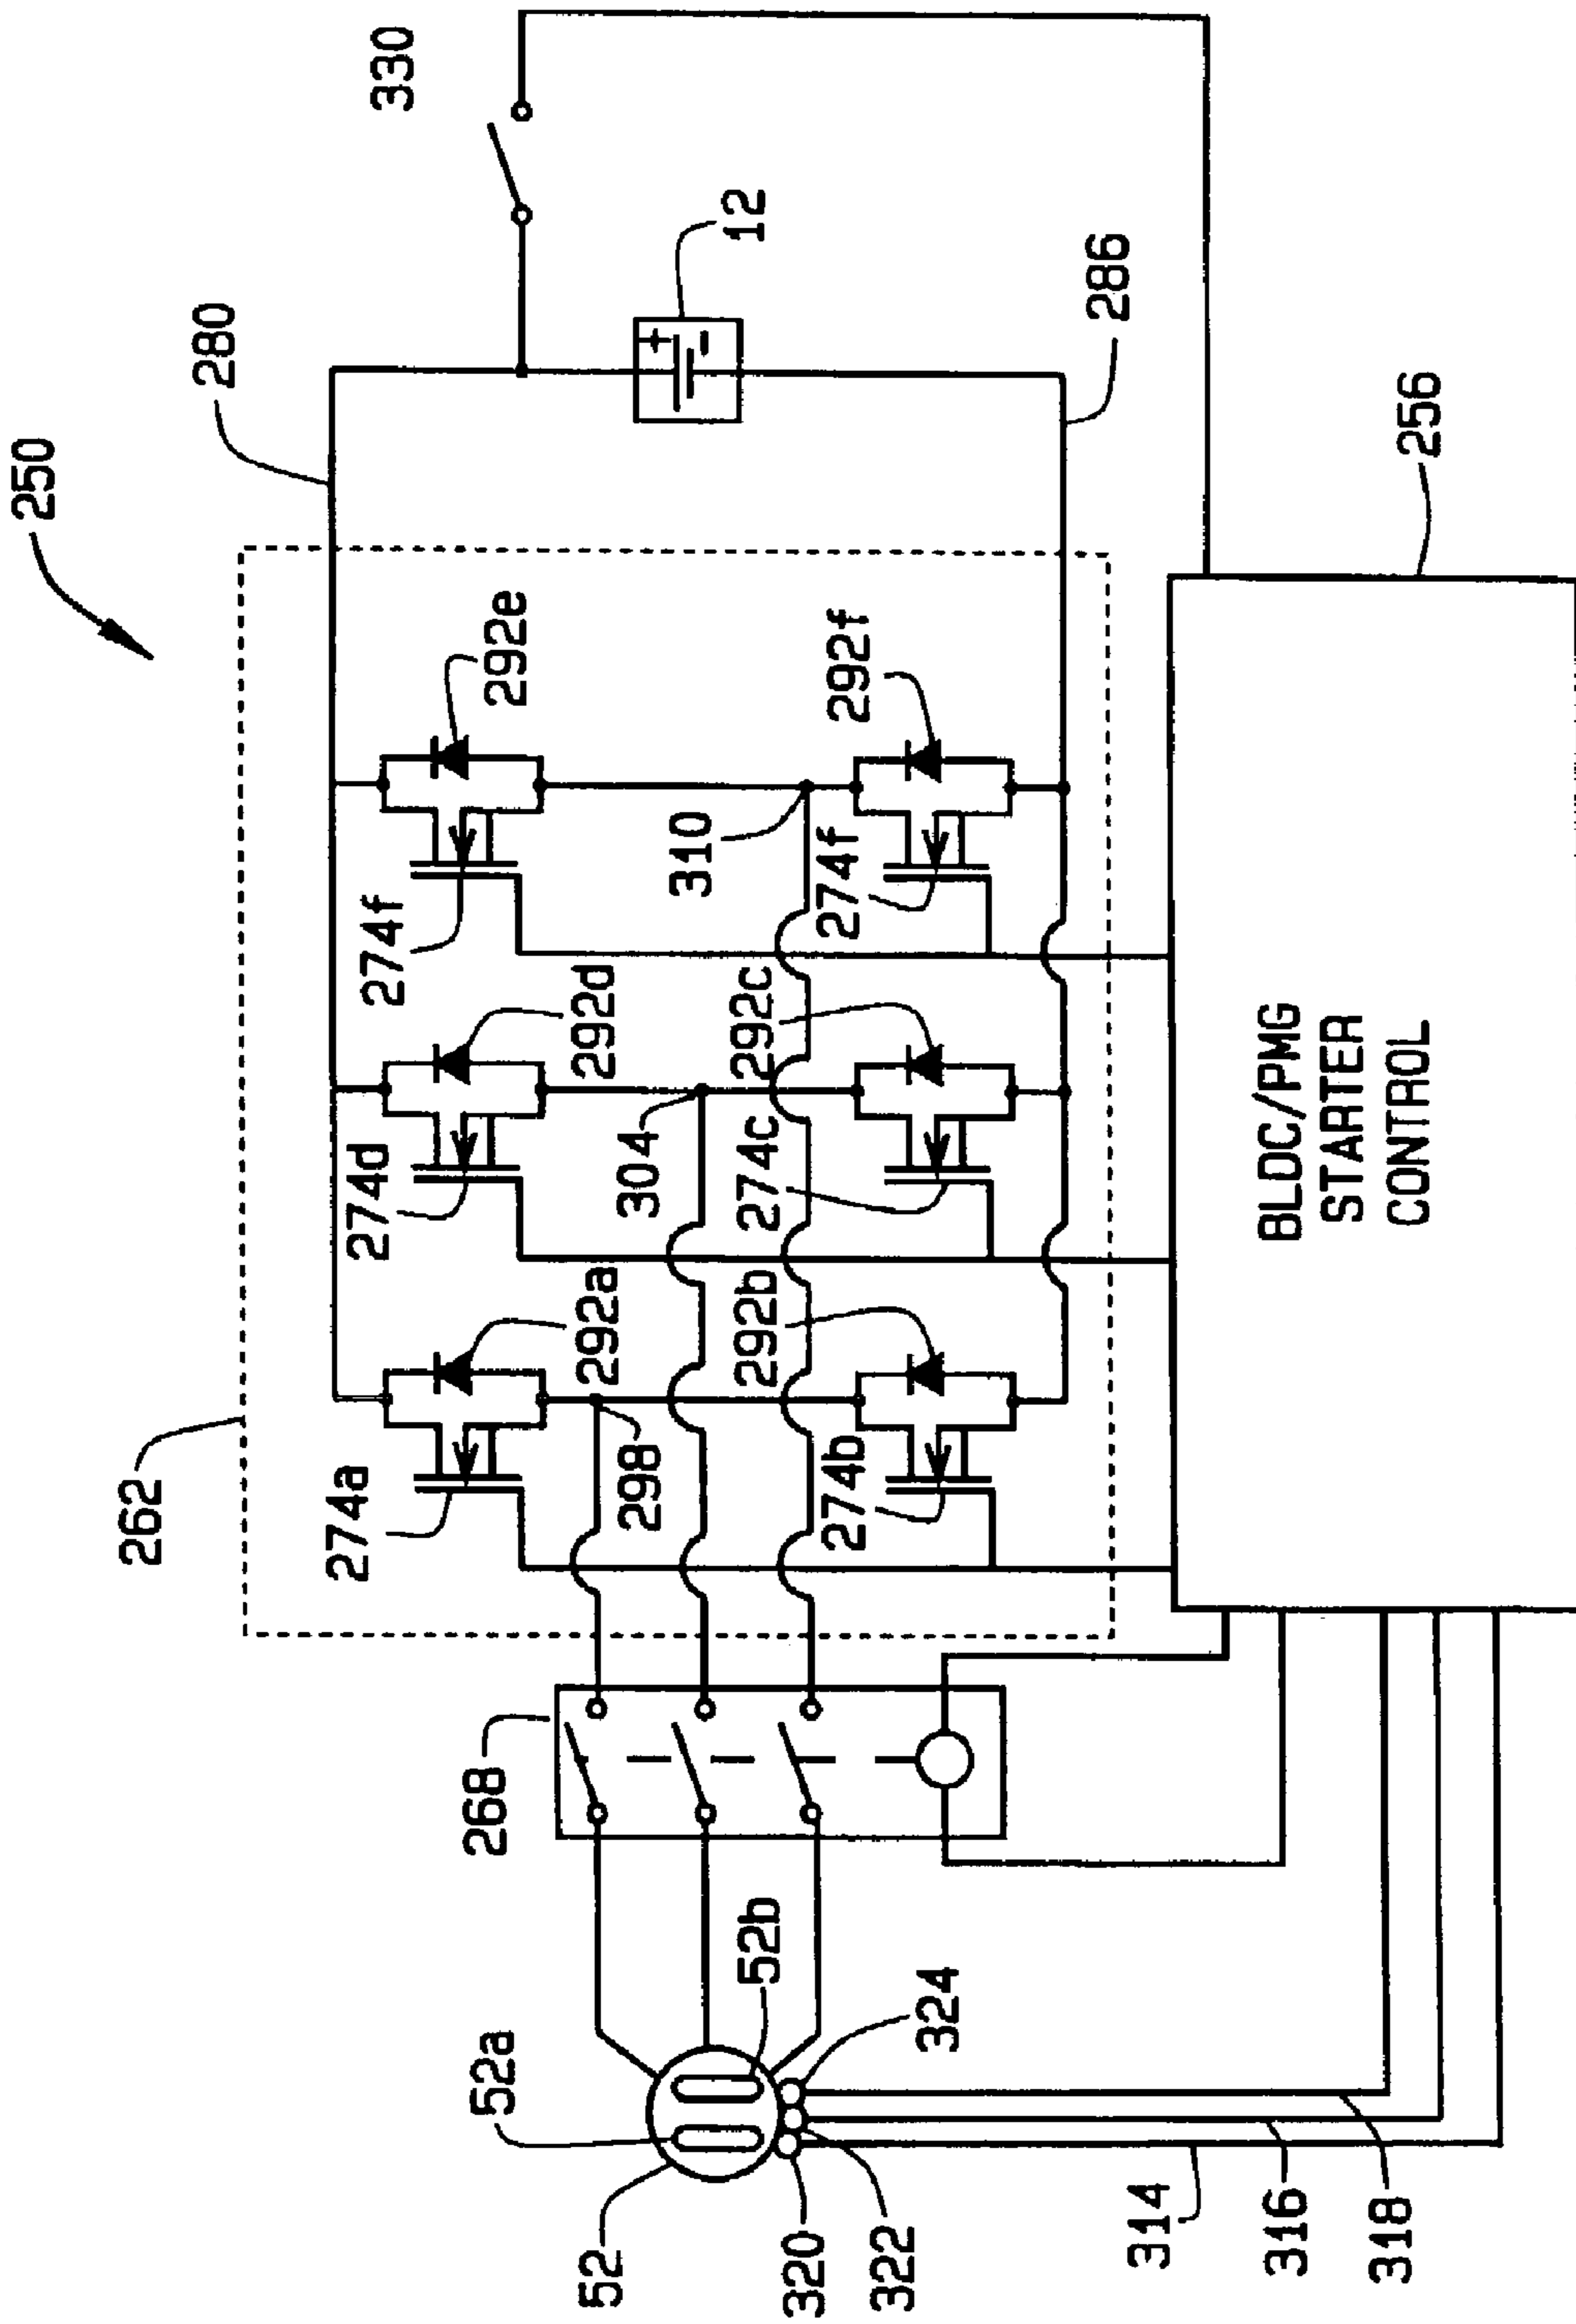 250
280
330
262
12
286
256
274a
292a
274d
292d
274f
292e
298
304
310
274b
292b
274c
292c
274f
292f
268
52a
52b
52
320
322
324
314
316
318
+
-
BLDC/PMG
STARTER
CONTROL